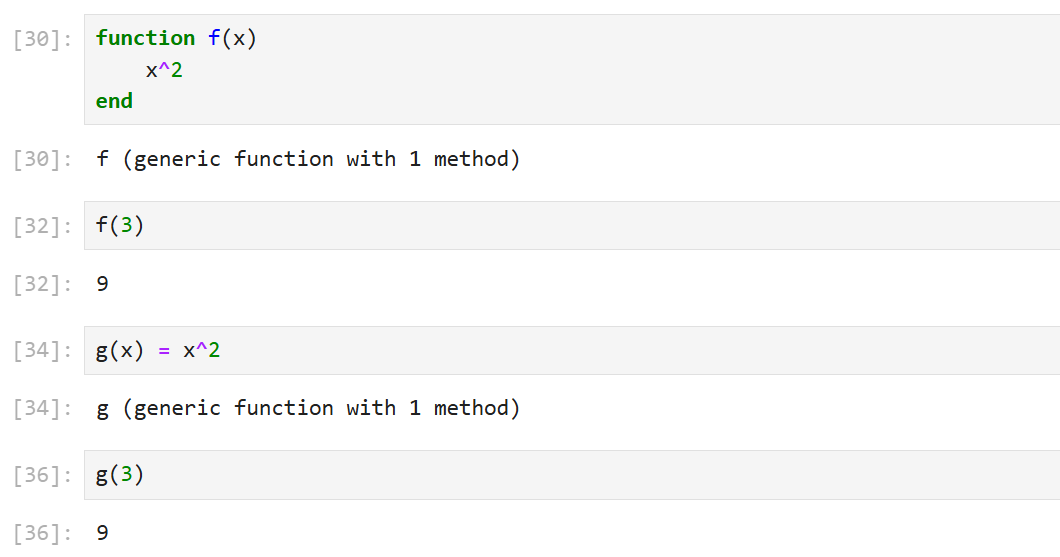 [30]: function f(x)
x^2
end
[30]: f (generic function with 1 method)
[32]: f(3)
[32]: 9
[34]: g(x) = x^2
[34]: g (generic function with 1 method)
[36]: g(3)
[36]: 9